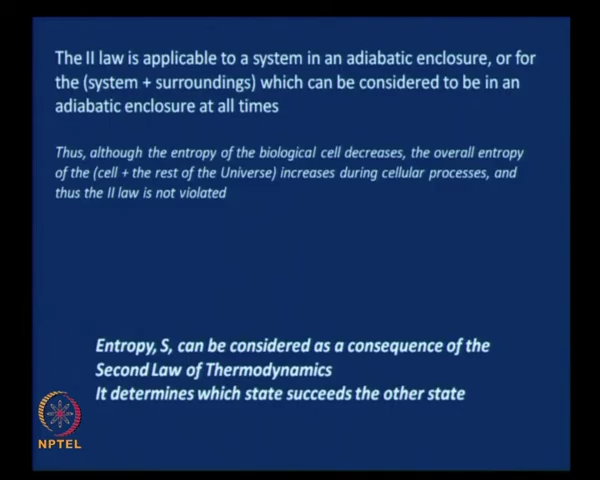 The II law is applicable to a system in an adiabatic enclosure, or for
the (system + surroundings) which can be considered to be in an
adiabatic enclosure at all times
Thus, although the entropy of the biological cell decreases, the overall entropy
of the (cell + the rest of the Universe) increases during cellular processes, and
thus the II law is not violated
Entropy, S, can be considered as a consequence of the
Second Law of Thermodynamics
It determines which state succeeds the other state
NPTEL